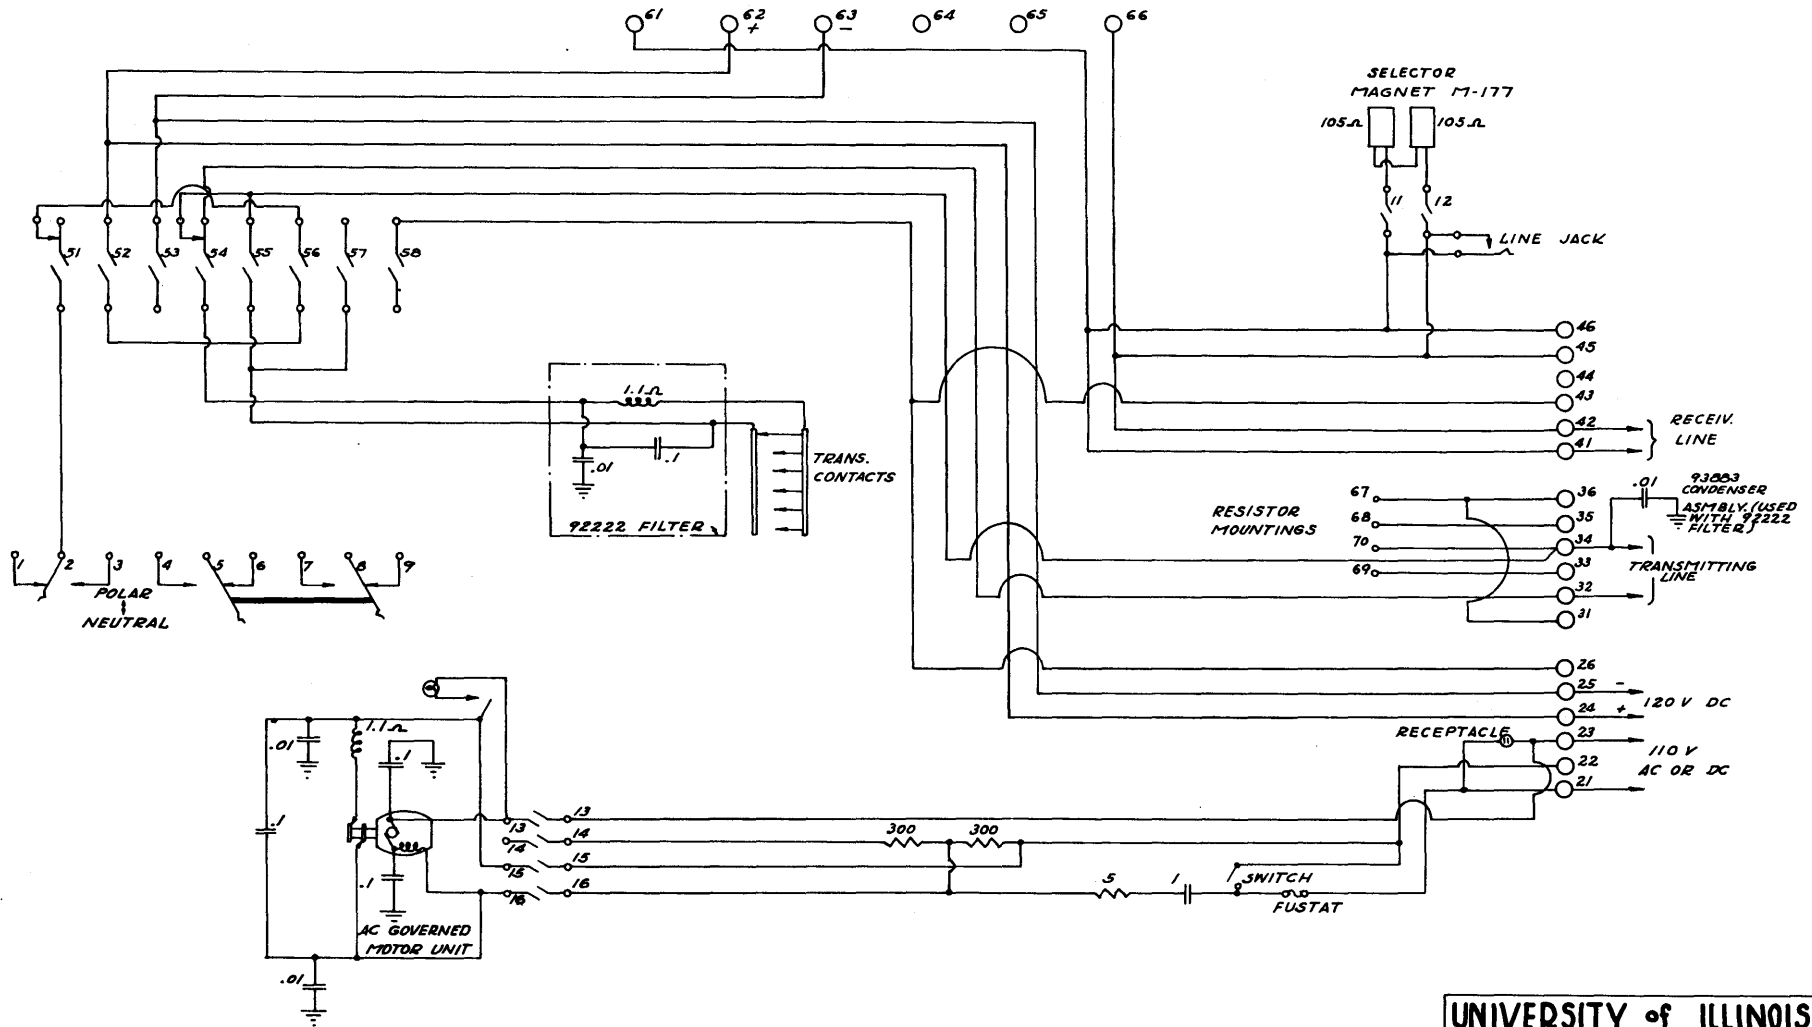 61 62 63 64 65 66
+ -
SELECTOR
MAGNET M-177
105Ω 105Ω
11 12
LINE JACK
51 52 53 54 55 56 57 58
46
45
44
43
42
41
RECEIV.
LINE
1.1Ω
.01 .1
92222 FILTER
TRANS.
CONTACTS
RESISTOR
MOUNTINGS
67
68
70
69
36
35
34
33
32
31
.01
93883
CONDENSER
ASMBLY. (USED
WITH 92222
FILTER)
TRANSMITTING
LINE
1 2 3 4 5 6 7 8 9
POLAR
NEUTRAL
26
25 -
24 +
120 V DC
RECEPTACLE
23
22
21
110 V
AC OR DC
.01
1.1Ω
.1
.1
.1
.01
AC GOVERNED
MOTOR UNIT
13 13
14 14
15 15
16 16
300 300
5 1
SWITCH
FUSTAT
UNIVERSITY of ILLINOIS